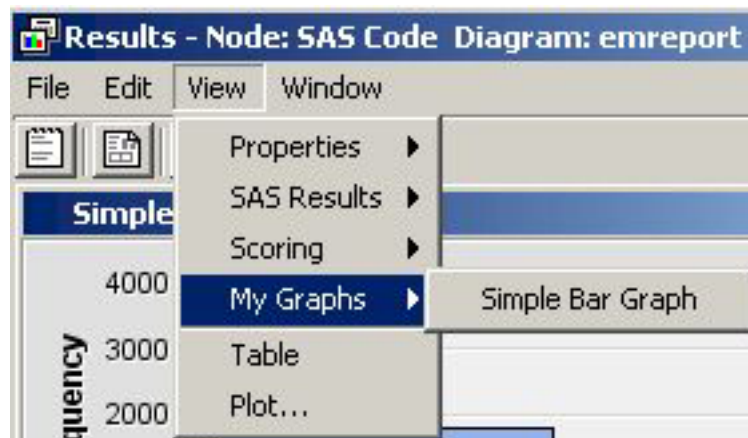 Results - Node: SAS Code Diagram: emreport
File Edit View Window
Properties
SAS Results
Scoring
My Graphs
Simple Bar Graph
Table
Plot...
Simple
4000
3000
2000